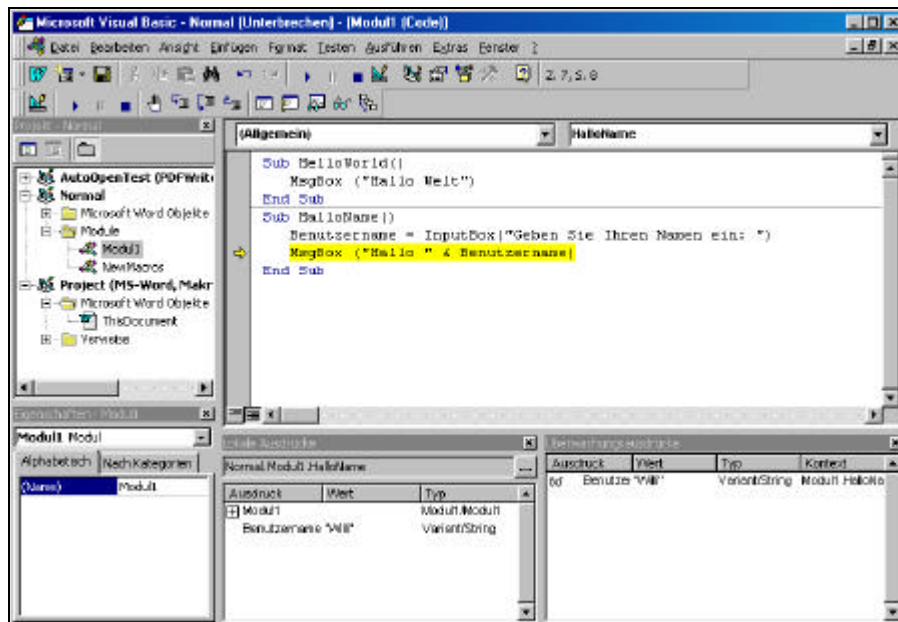 Microsoft Visual Basic - Normal [Unterbrechen] - [Modul1 (Code)]
Datei Bearbeiten Ansicht Einfügen Format Testen Ausführen Extras Fenster ?
Z 7, S 8
Projekt - Normal
AutoOpenTest (PDFWrite
Normal
Microsoft Word Objekte
Module
Modul1
NewMacros
Project (MS-Word, Makr
Microsoft Word Objekte
ThisDocument
Verweise
(Allgemein)
HalloName
Sub HelloWorld()
MsgBox ("Hallo Welt")
End Sub
Sub HalloName()
Benutzername = InputBox("Geben Sie Ihren Namen ein: ")
MsgBox ("Hallo " & Benutzername)
End Sub
Eigenschaften - Modul1
Modul1 Modul
Alphabetisch Nach Kategorien
(Name) Modul1
Lokale Ausdrücke
Normal.Modul1.HalloName
Ausdruck Wert Typ
Modul1 Modul1/Modul1
Benutzername "Willi" Variant/String
Überwachungsausdrücke
Ausdruck Wert Typ Kontext
Benutze "Willi" Variant/String Modul1.HalloNa